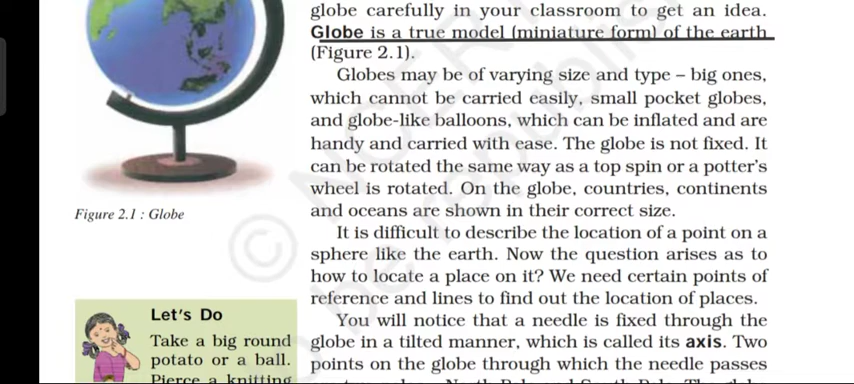 globe carefully in your classroom to get an idea.
Globe is a true model (miniature form) of the earth
(Figure 2.1).
Globes may be of varying size and type – big ones,
which cannot be carried easily, small pocket globes,
and globe-like balloons, which can be inflated and are
handy and carried with ease. The globe is not fixed. It
can be rotated the same way as a top spin or a potter's
wheel is rotated. On the globe, countries, continents
and oceans are shown in their correct size.
It is difficult to describe the location of a point on a
sphere like the earth. Now the question arises as to
how to locate a place on it? We need certain points of
reference and lines to find out the location of places.
You will notice that a needle is fixed through the
globe in a tilted manner, which is called its axis. Two
points on the globe through which the needle passes
Figure 2.1 : Globe
Let's Do
Take a big round
potato or a ball.
Pierce a knitting
© NCERT
be republis